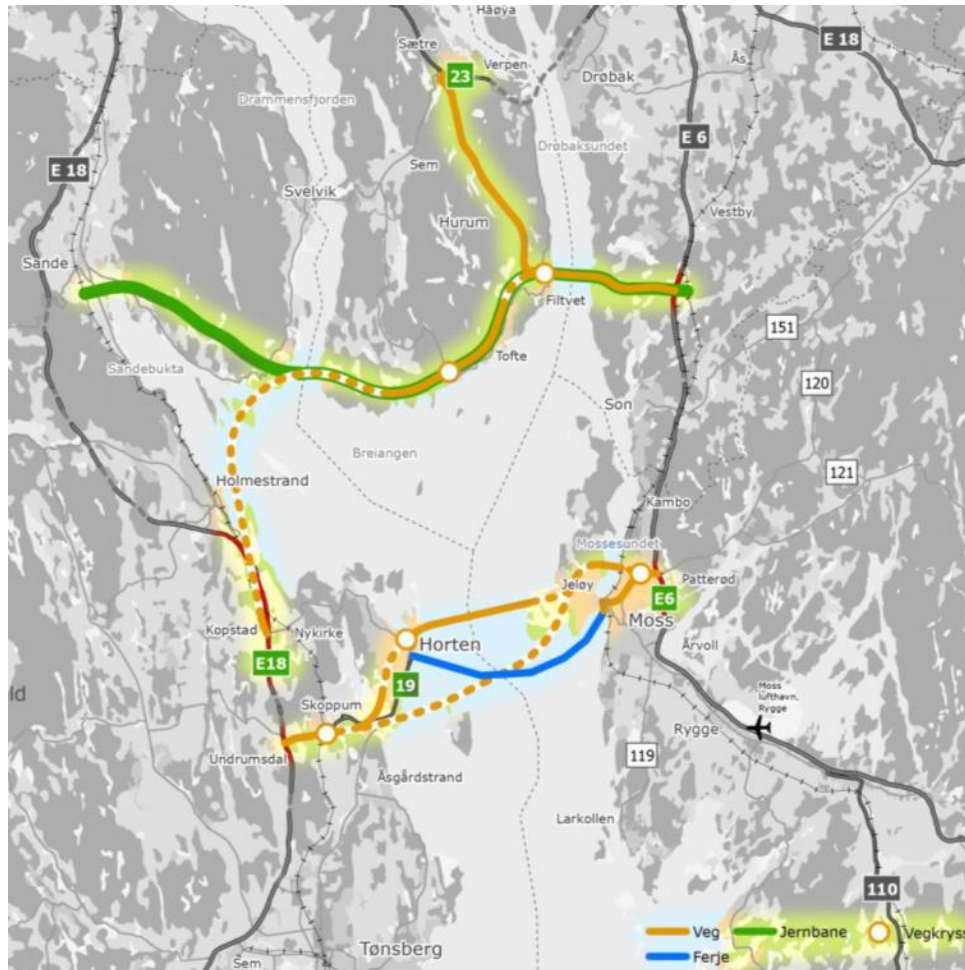 Håøya
Sætre
Verpen
23
Drøbak
E 18
Ås
Drammensfjorden
Drøbaksundet
E 6
E 18
Sem
Svelvik
Hurum
Vestby
Sande
Filtvet
151
Tofte
Sandebukta
120
Son
Breiangen
121
Holmestrand
Kambo
Mossesundet
Jeløy
Patterød
E6
Moss
Kopstad
Nykirke
Horten
Årvoll
E18
19
Moss
lufthavn,
Rygge
Skoppum
Rygge
Undrumsdal
119
Åsgårdstrand
Larkollen
110
Veg
Jernbane
Vegkryss
Ferje
Tønsberg
Sem